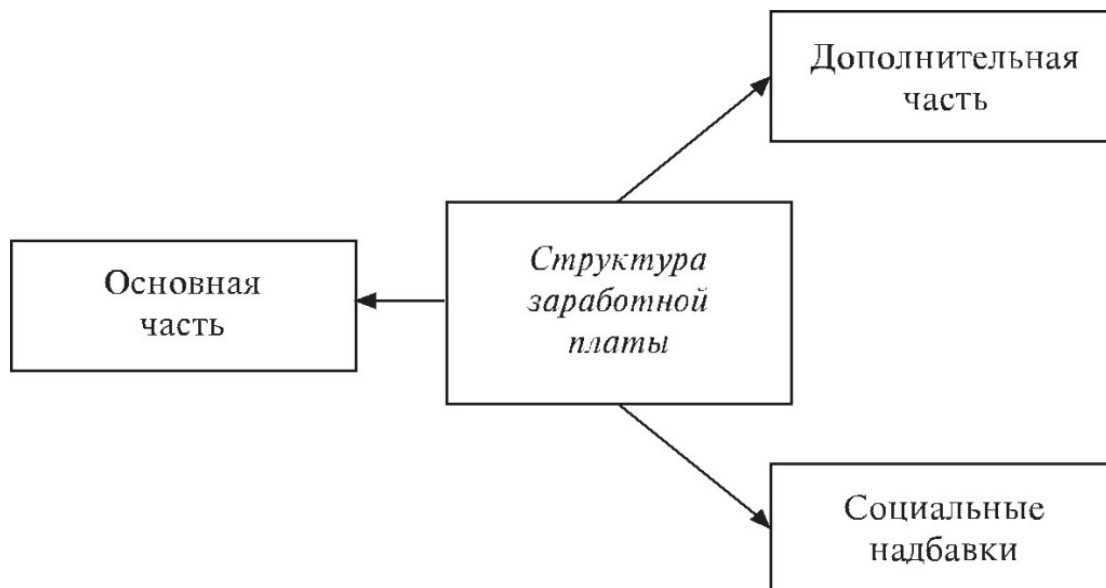 Дополнительная
часть
Структура
заработной
платы
Основная
часть
Социальные
надбавки